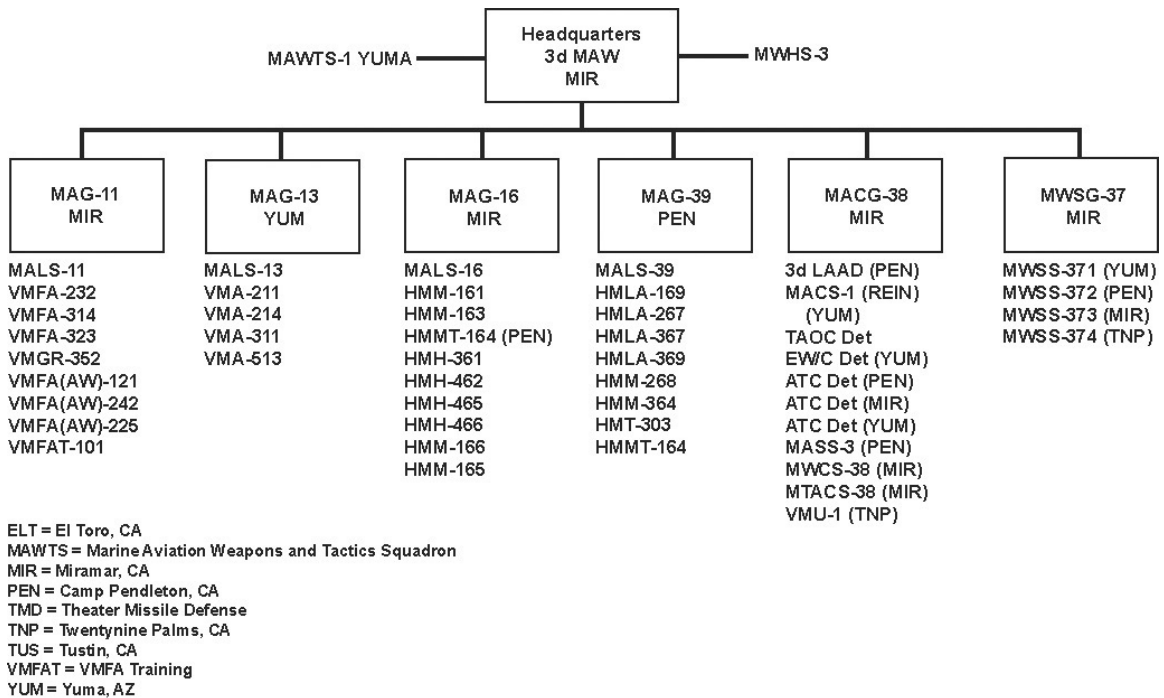 Headquarters
3d MAW
MIR
MAWTS-1 YUMA
MWHS-3
MAG-11
MIR
MALS-11
VMFA-232
VMFA-314
VMFA-323
VMGR-352
VMFA(AW)-121
VMFA(AW)-242
VMFA(AW)-225
VMFAT-101
MAG-13
YUM
MALS-13
VMA-211
VMA-214
VMA-311
VMA-513
MAG-16
MIR
MALS-16
HMM-161
HMM-163
HMMT-164 (PEN)
HMH-361
HMH-462
HMH-465
HMH-466
HMM-166
HMM-165
MAG-39
PEN
MALS-39
HMLA-169
HMLA-267
HMLA-367
HMLA-369
HMM-268
HMM-364
HMT-303
HMMT-164
MACG-38
MIR
3d LAAD (PEN)
MACS-1 (REIN)
(YUM)
TAOC Det
EW/C Det (YUM)
ATC Det (PEN)
ATC Det (MIR)
ATC Det (YUM)
MASS-3 (PEN)
MWCS-38 (MIR)
MTACS-38 (MIR)
VMU-1 (TNP)
MWSG-37
MIR
MWSS-371 (YUM)
MWSS-372 (PEN)
MWSS-373 (MIR)
MWSS-374 (TNP)
ELT = El Toro, CA
MAWTS = Marine Aviation Weapons and Tactics Squadron
MIR = Miramar, CA
PEN = Camp Pendleton, CA
TMD = Theater Missile Defense
TNP = Twentynine Palms, CA
TUS = Tustin, CA
VMFAT = VMFA Training
YUM = Yuma, AZ